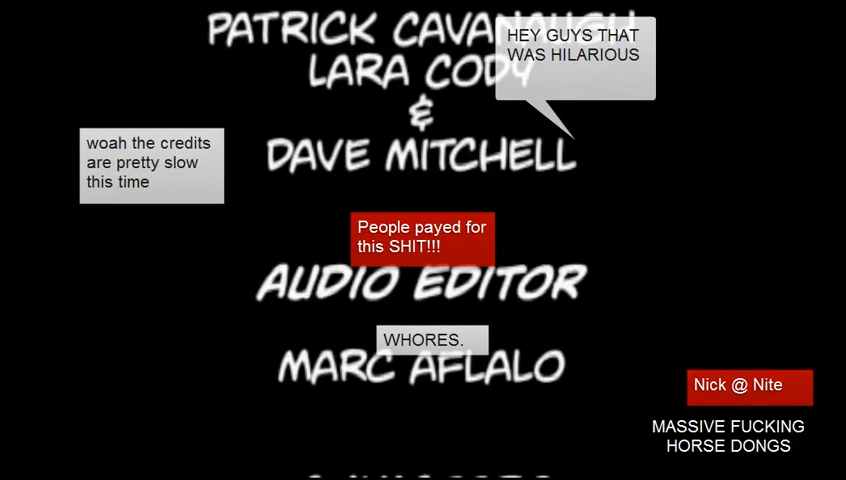 PATRICK CAVANAUGH
HEY GUYS THAT
WAS HILARIOUS
LARA CODY
&
woah the credits
are pretty slow
this time
DAVE MITCHELL
People payed for
this SHIT!!!
AUDIO EDITOR
WHORES.
MARC AFLALO
Nick @ Nite
MASSIVE FUCKING
HORSE DONGS